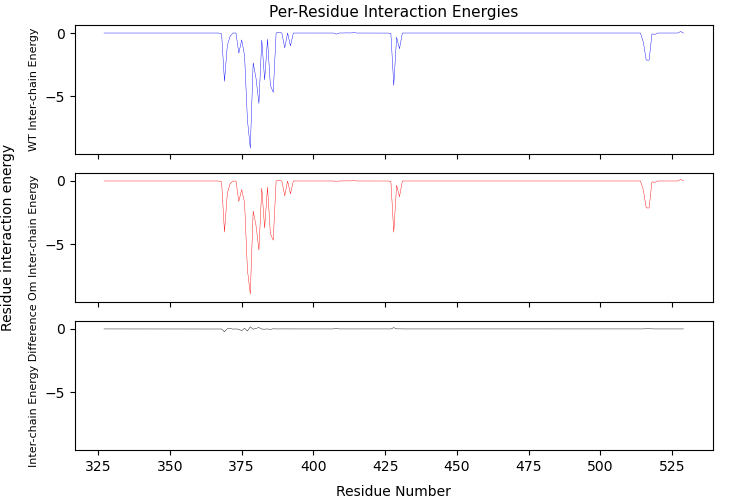 Per-Residue Interaction Energies
Residue interaction energy
WT Inter-chain Energy
0
−5
Om Inter-chain Energy
0
−5
Inter-chain Energy Difference
0
−5
325 350 375 400 425 450 475 500 525
Residue Number